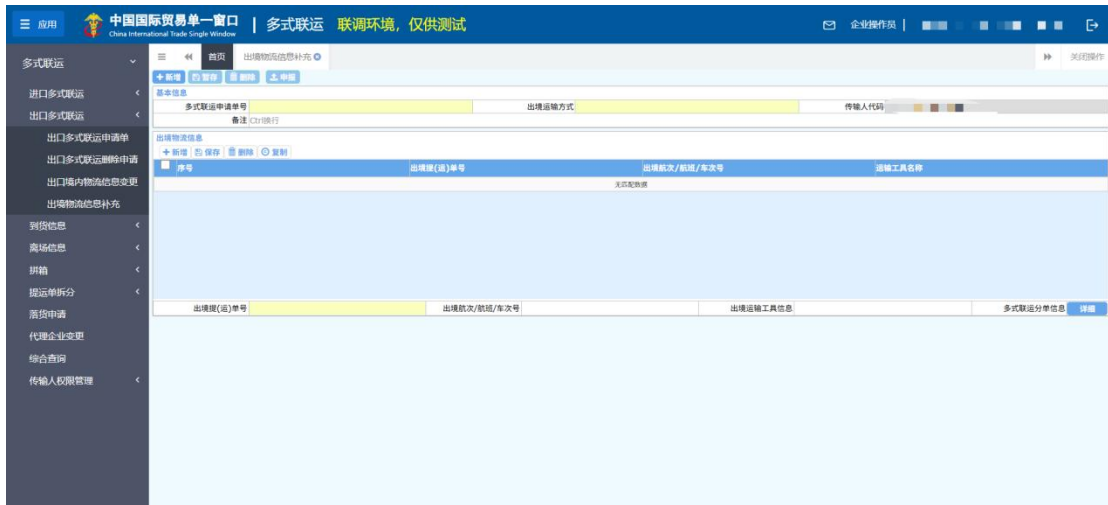 应用
中国国际贸易单一窗口
China International Trade Single Window
多式联运
联调环境，仅供测试
企业操作员
多式联运
进口多式联运
出口多式联运
出口多式联运申请单
出口多式联运删除申请
出口境内物流信息变更
出境物流信息补充
到货信息
离场信息
拼箱
提运单拆分
落货申请
代理企业变更
综合查询
传输人权限管理
首页
出境物流信息补充
关闭操作
新增 暂存 删除 申报
基本信息
多式联运申请单号
出境运输方式
传输人代码
备注 Ctrl换行
出境物流信息
新增 保存 删除 复制
序号
出境提(运)单号
出境航次/航班/车次号
运输工具名称
无匹配数据
出境提(运)单号
出境航次/航班/车次号
出境运输工具信息
多式联运分单信息
详细